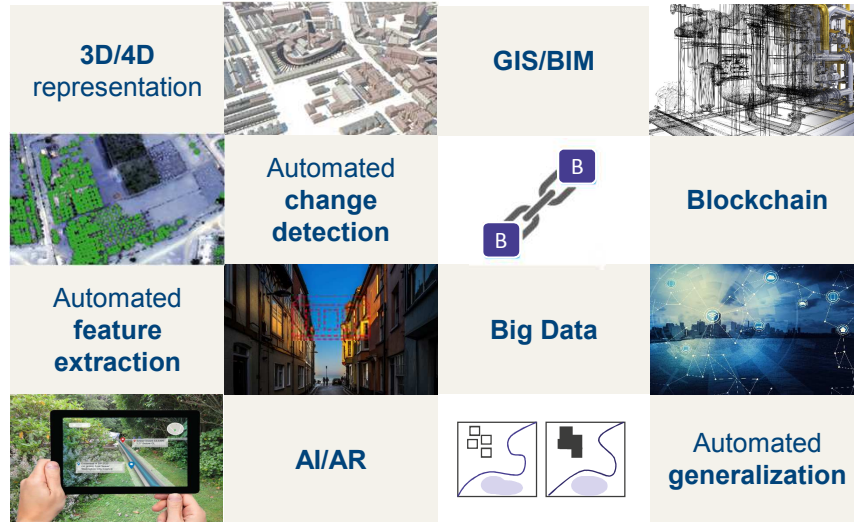 3D/4D
representation
GIS/BIM
Automated
change
detection
B
B
Blockchain
Automated
feature
extraction
Big Data
AI/AR
Automated
generalization